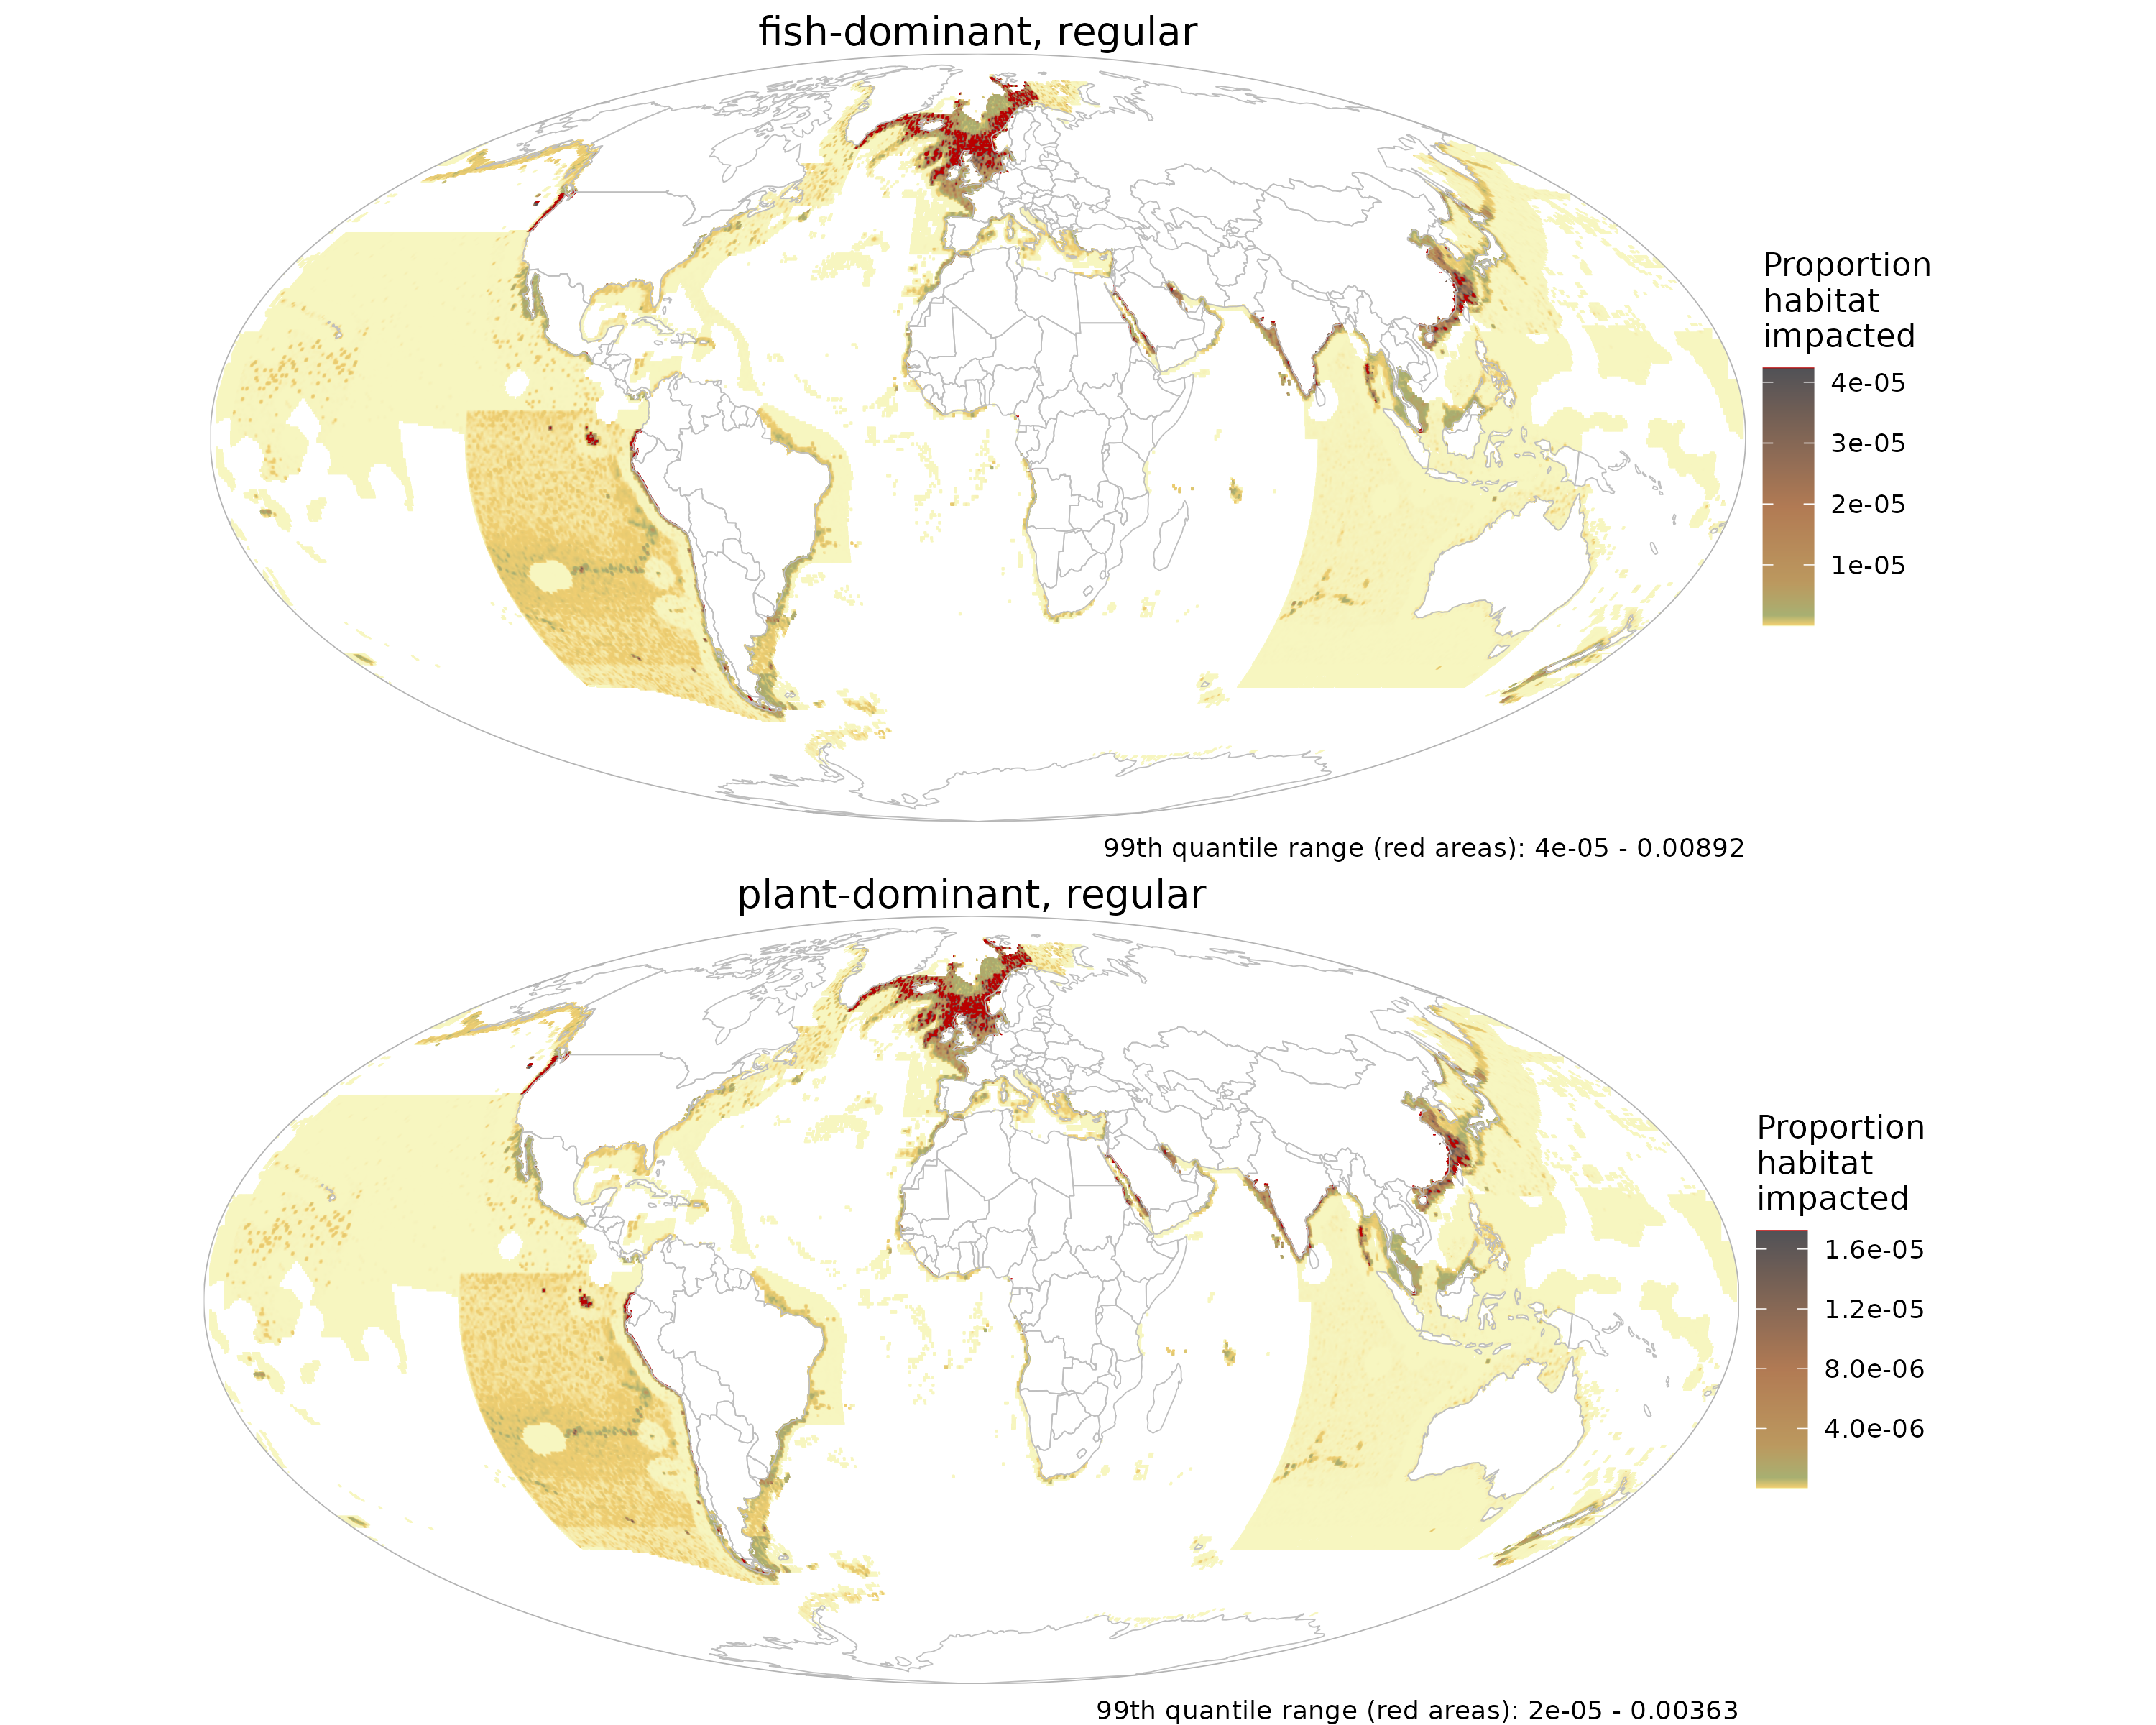 fish-dominant, regular
Proportion
habitat
impacted
4e-05
3e-05
2e-05
1e-05
99th quantile range (red areas): 4e-05 - 0.00892
plant-dominant, regular
Proportion
habitat
impacted
1.6e-05
1.2e-05
8.0e-06
4.0e-06
99th quantile range (red areas): 2e-05 - 0.00363